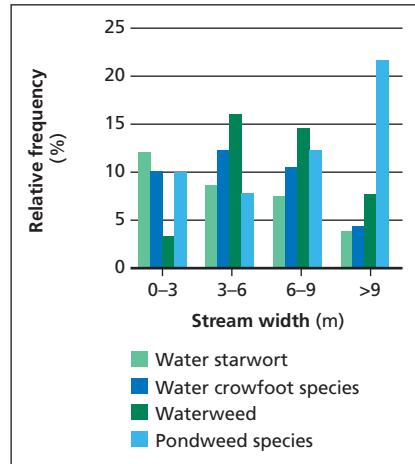 Relative frequency
(%)
25
20
15
10
5
0
0–3 3–6 6–9 >9
Stream width (m)
Water starwort
Water crowfoot species
Waterweed
Pondweed species